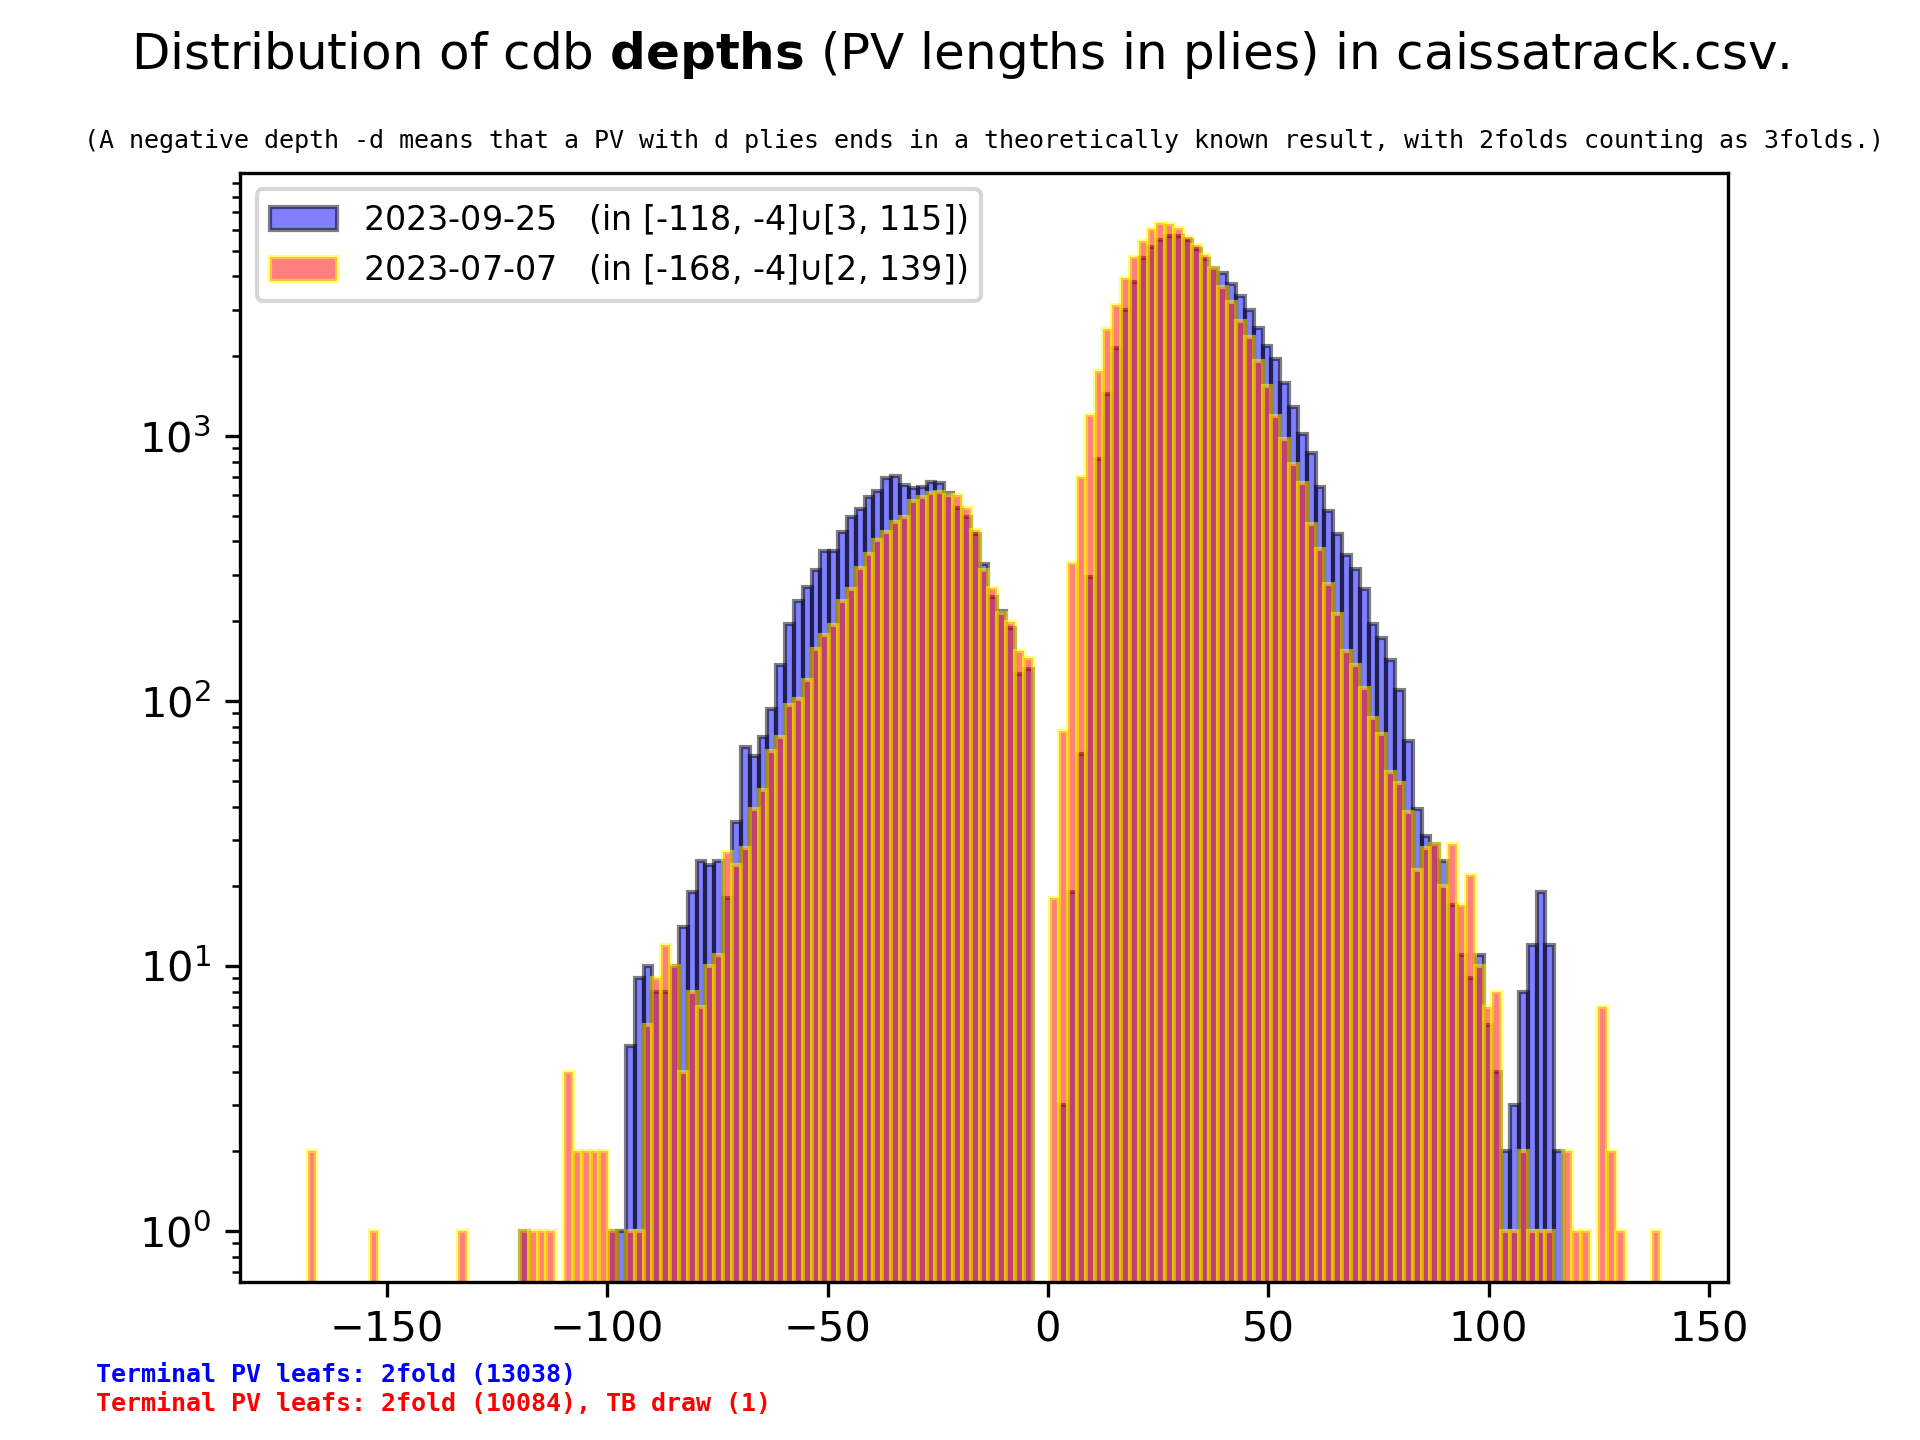 Distribution of cdb depths (PV lengths in plies) in caissatrack.csv.
(A negative depth -d means that a PV with d plies ends in a theoretically known result, with 2folds counting as 3folds.)
2023-09-25 (in [-118, -4]∪[3, 115])
2023-07-07 (in [-168, -4]∪[2, 139])
10³
10²
10¹
10⁰
−150 −100 −50 0 50 100 150
Terminal PV leafs: 2fold (13038)
Terminal PV leafs: 2fold (10084), TB draw (1)